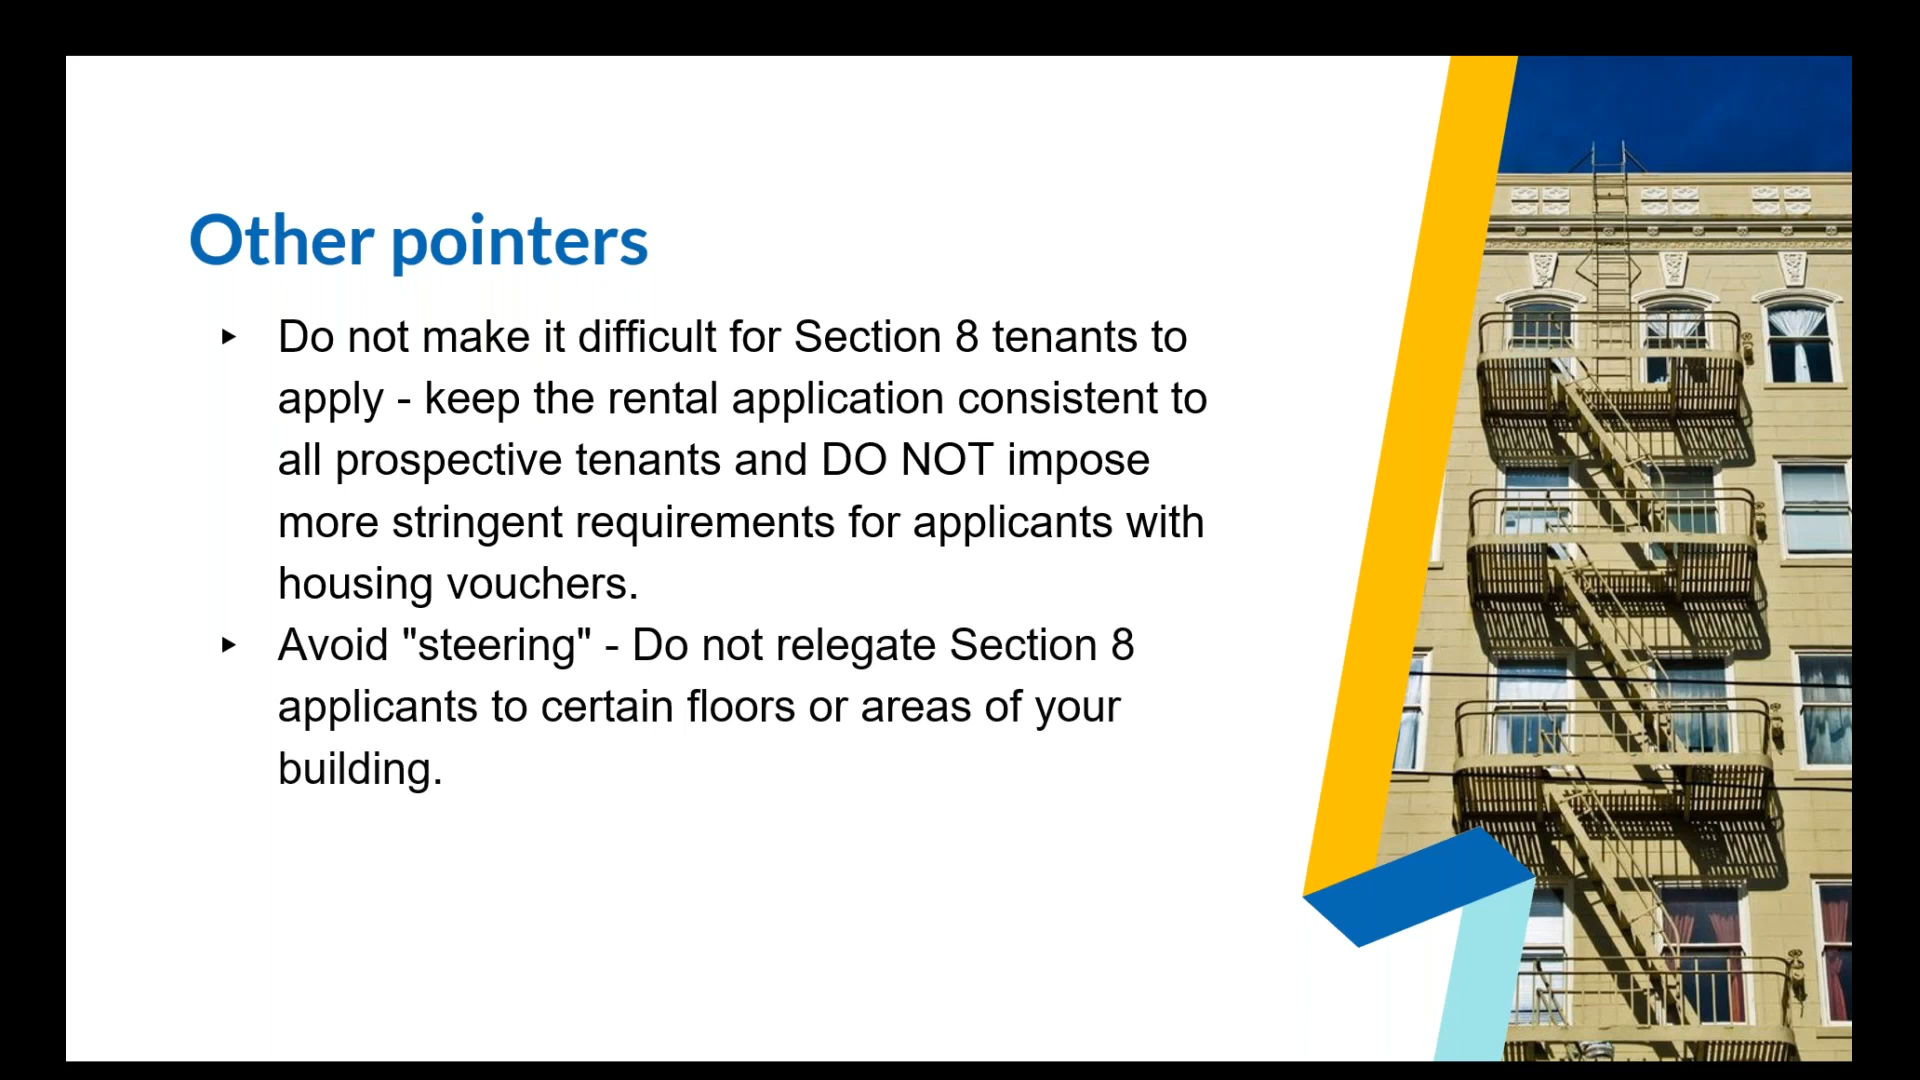 Other pointers
‣ Do not make it difficult for Section 8 tenants to
apply - keep the rental application consistent to
all prospective tenants and DO NOT impose
more stringent requirements for applicants with
housing vouchers.
‣ Avoid "steering" - Do not relegate Section 8
applicants to certain floors or areas of your
building.